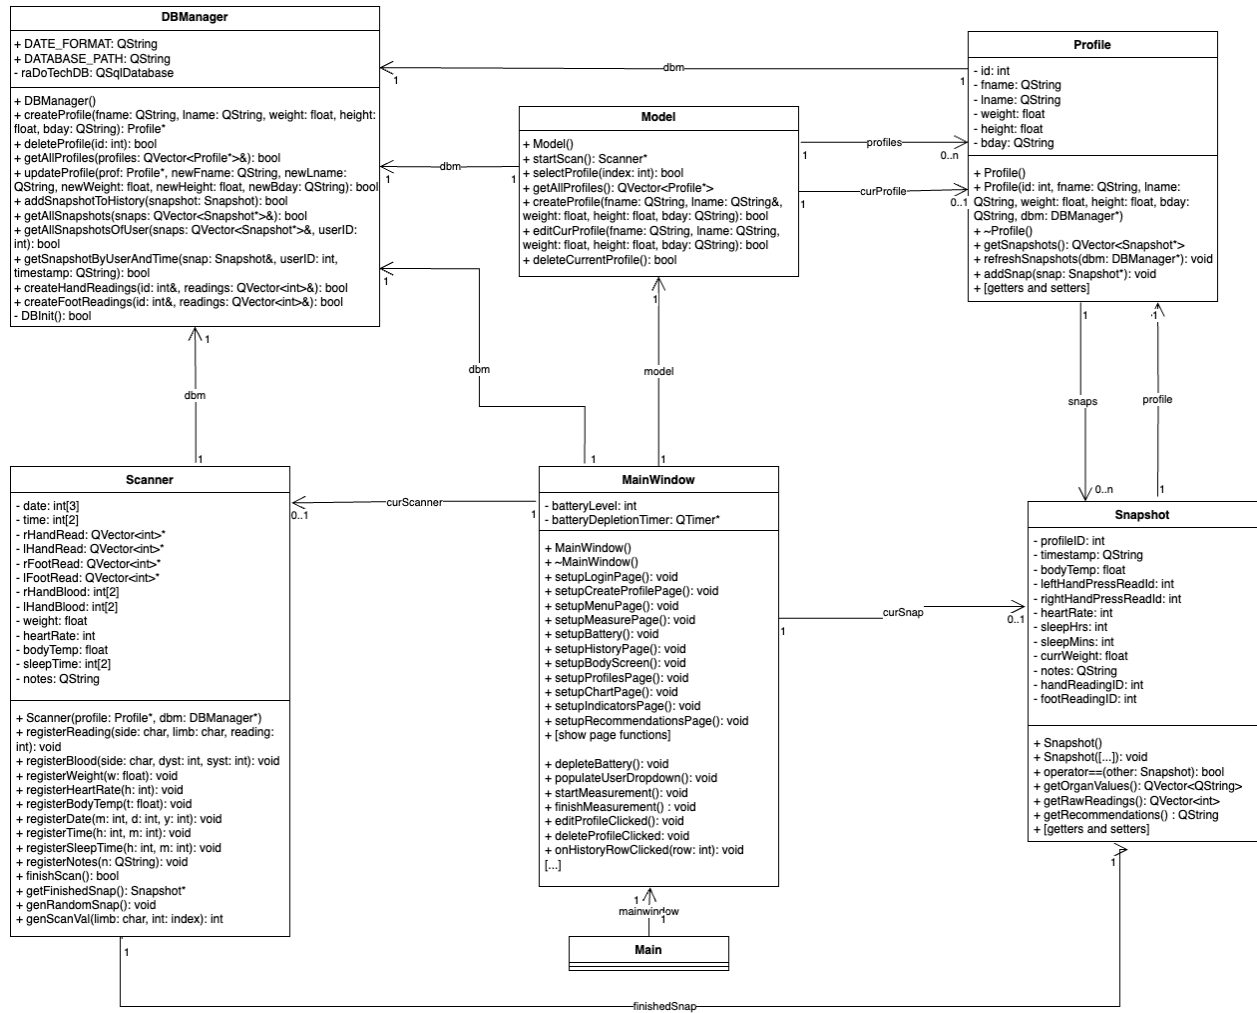 DBManager
+ DATE_FORMAT: QString
+ DATABASE_PATH: QString
- raDoTechDB: QSqlDatabase
+ DBManager()
+ createProfile(fname: QString, lname: QString, weight: float, height:
float, bday: QString): Profile*
+ deleteProfile(id: int): bool
+ getAllProfiles(profiles: QVector<Profile*>&): bool
+ updateProfile(prof: Profile*, newFname: QString, newLname:
QString, newWeight: float, newHeight: float, newBday: QString): bool
+ addSnapshotToHistory(snapshot: Snapshot): bool
+ getAllSnapshots(snaps: QVector<Snapshot*>&): bool
+ getAllSnapshotsOfUser(snaps: QVector<Snapshot*>&, userID:
int): bool
+ getSnapshotByUserAndTime(snap: Snapshot&, userID: int,
timestamp: QString): bool
+ createHandReadings(id: int&, readings: QVector<int>&): bool
+ createFootReadings(id: int&, readings: QVector<int>&): bool
- DBInit(): bool
dbm
1
1
Model
+ Model()
+ startScan(): Scanner*
+ selectProfile(index: int): bool
+ getAllProfiles(): QVector<Profile*>
+ createProfile(fname: QString, lname: QString&,
weight: float, height: float, bday: QString): bool
+ editCurProfile(fname: QString, lname: QString,
weight: float, height: float, bday: QString): bool
+ deleteCurrentProfile(): bool
dbm
1
1
profiles
1
0..n
curProfile
1
0..1
Profile
- id: int
- fname: QString
- lname: QString
- weight: float
- height: float
- bday: QString
+ Profile()
+ Profile(id: int, fname: QString, lname:
QString, weight: float, height: float, bday:
QString, dbm: DBManager*)
+ ~Profile()
+ getSnapshots(): QVector<Snapshot*>
+ refreshSnapshots(dbm: DBManager*): void
+ addSnap(snap: Snapshot*): void
+ [getters and setters]
1
dbm
1
1
dbm
1
1
model
1
1
snaps
0..n
1
profile
1
Scanner
- date: int[3]
- time: int[2]
- rHandRead: QVector<int>*
- lHandRead: QVector<int>*
- rFootRead: QVector<int>*
- lFootRead: QVector<int>*
- rHandBlood: int[2]
- lHandBlood: int[2]
- weight: float
- heartRate: int
- bodyTemp: float
- sleepTime: int[2]
- notes: QString
+ Scanner(profile: Profile*, dbm: DBManager*)
+ registerReading(side: char, limb: char, reading:
int): void
+ registerBlood(side: char, dyst: int, syst: int): void
+ registerWeight(w: float): void
+ registerHeartRate(h: int): void
+ registerBodyTemp(t: float): void
+ registerDate(m: int, d: int, y: int): void
+ registerTime(h: int, m: int): void
+ registerSleepTime(h: int, m: int): void
+ registerNotes(n: QString): void
+ finishScan(): bool
+ getFinishedSnap(): Snapshot*
+ genRandomSnap(): void
+ genScanVal(limb: char, int: index): int
curScanner
0..1
1
MainWindow
- batteryLevel: int
- batteryDepletionTimer: QTimer*
+ MainWindow()
+ ~MainWindow()
+ setupLoginPage(): void
+ setupCreateProfilePage(): void
+ setupMenuPage(): void
+ setupMeasurePage(): void
+ setupBattery(): void
+ setupHistoryPage(): void
+ setupBodyScreen(): void
+ setupProfilesPage(): void
+ setupChartPage(): void
+ setupIndicatorsPage(): void
+ setupRecommendationsPage(): void
+ [show page functions]
+ depleteBattery(): void
+ populateUserDropdown(): void
+ startMeasurement(): void
+ finishMeasurement() : void
+ editProfileClicked(): void
+ deleteProfileClicked: void
+ onHistoryRowClicked(row: int): void
[...]
curSnap
1
0..1
Snapshot
- profileID: int
- timestamp: QString
- bodyTemp: float
- leftHandPressReadId: int
- rightHandPressReadId: int
- heartRate: int
- sleepHrs: int
- sleepMins: int
- currWeight: float
- notes: QString
- handReadingID: int
- footReadingID: int
+ Snapshot()
+ Snapshot([...]): void
+ operator==(other: Snapshot): bool
+ getOrganValues(): QVector<QString>
+ getRawReadings(): QVector<int>
+ getRecommendations() : QString
+ [getters and setters]
1
mainwindow
1
Main
1
finishedSnap
1